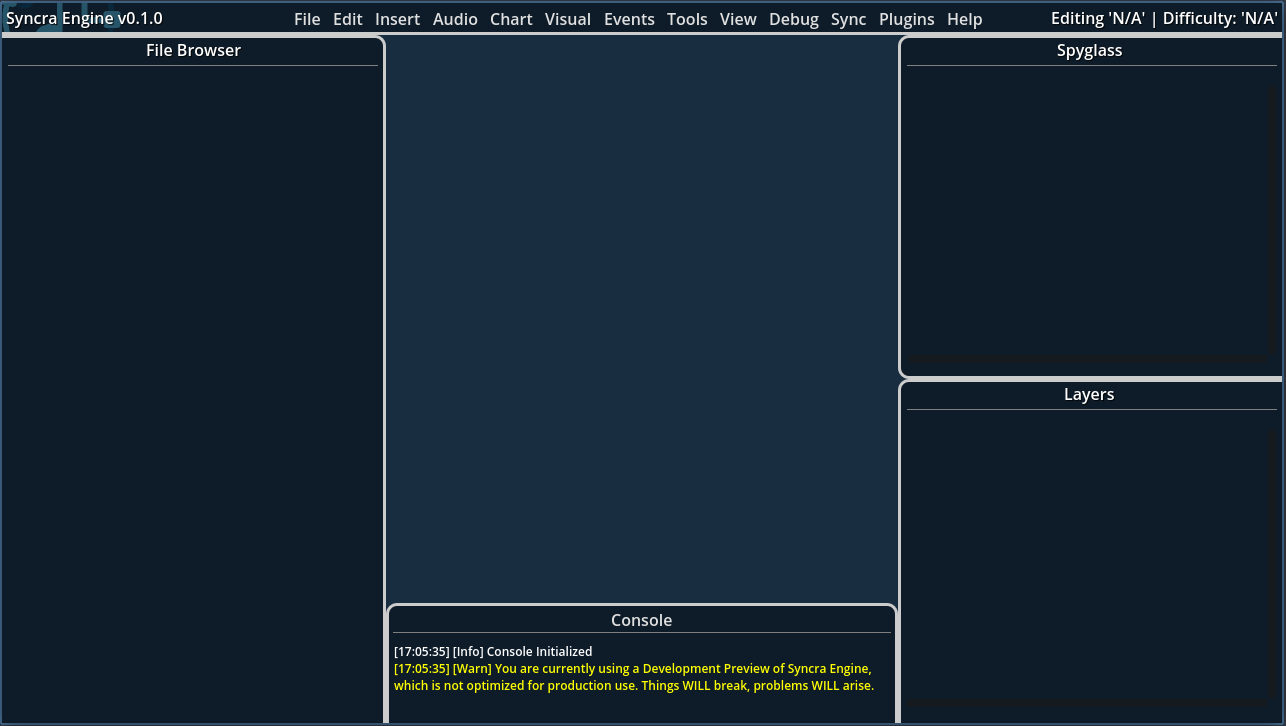 Syncra Engine v0.1.0
File Edit Insert Audio Chart Visual Events Tools View Debug Sync Plugins Help
Editing 'N/A' | Difficulty: 'N/A'
File Browser
Spyglass
Layers
Console
[17:05:35] [Info] Console Initialized
[17:05:35] [Warn] You are currently using a Development Preview of Syncra Engine,
which is not optimized for production use. Things WILL break, problems WILL arise.